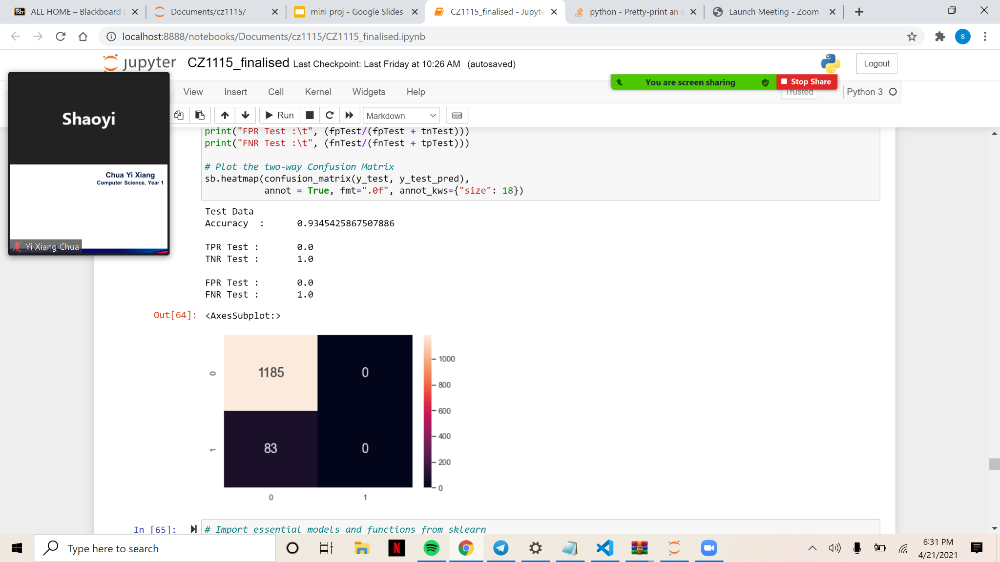 ALL HOME – Blackboard
Documents/cz1115/
mini proj - Google Slides
CZ1115_finalised - Jupyte
python - Pretty-print an
Launch Meeting - Zoom
localhost:8888/notebooks/Documents/cz1115/CZ1115_finalised.ipynb
S
jupyter CZ1115_finalised Last Checkpoint: Last Friday at 10:26 AM (autosaved)
Logout
You are screen sharing
Stop Share
View Insert Cell Kernel Widgets Help
Trusted
Python 3
Run
Markdown
Shaoyi
Chua Yi Xiang
Computer Science, Year 1
Yi Xiang Chua
print("FPR Test :\t", (fpTest/(fpTest + tnTest)))
print("FNR Test :\t", (fnTest/(fnTest + tpTest)))
# Plot the two-way Confusion Matrix
sb.heatmap(confusion_matrix(y_test, y_test_pred),
annot = True, fmt=".0f", annot_kws={"size": 18})
Test Data
Accuracy : 0.9345425867507886
TPR Test : 0.0
TNR Test : 1.0
FPR Test : 0.0
FNR Test : 1.0
Out[64]: <AxesSubplot:>
0
1185 0
1
83 0
0 1
1000
800
600
400
200
0
In [65]: # Import essential models and functions from sklearn
Type here to search
6:31 PM
4/21/2021